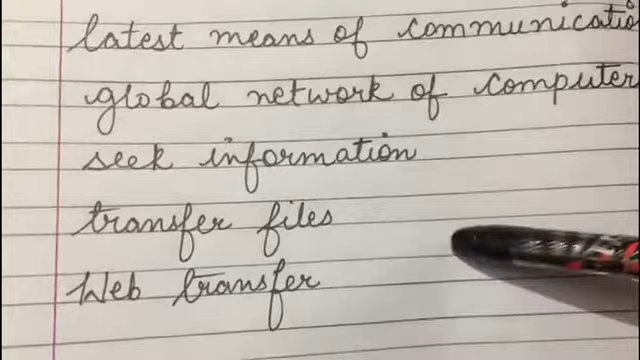 latest means of communicatio
global network of computer
seek information
transfer files
Web transfer